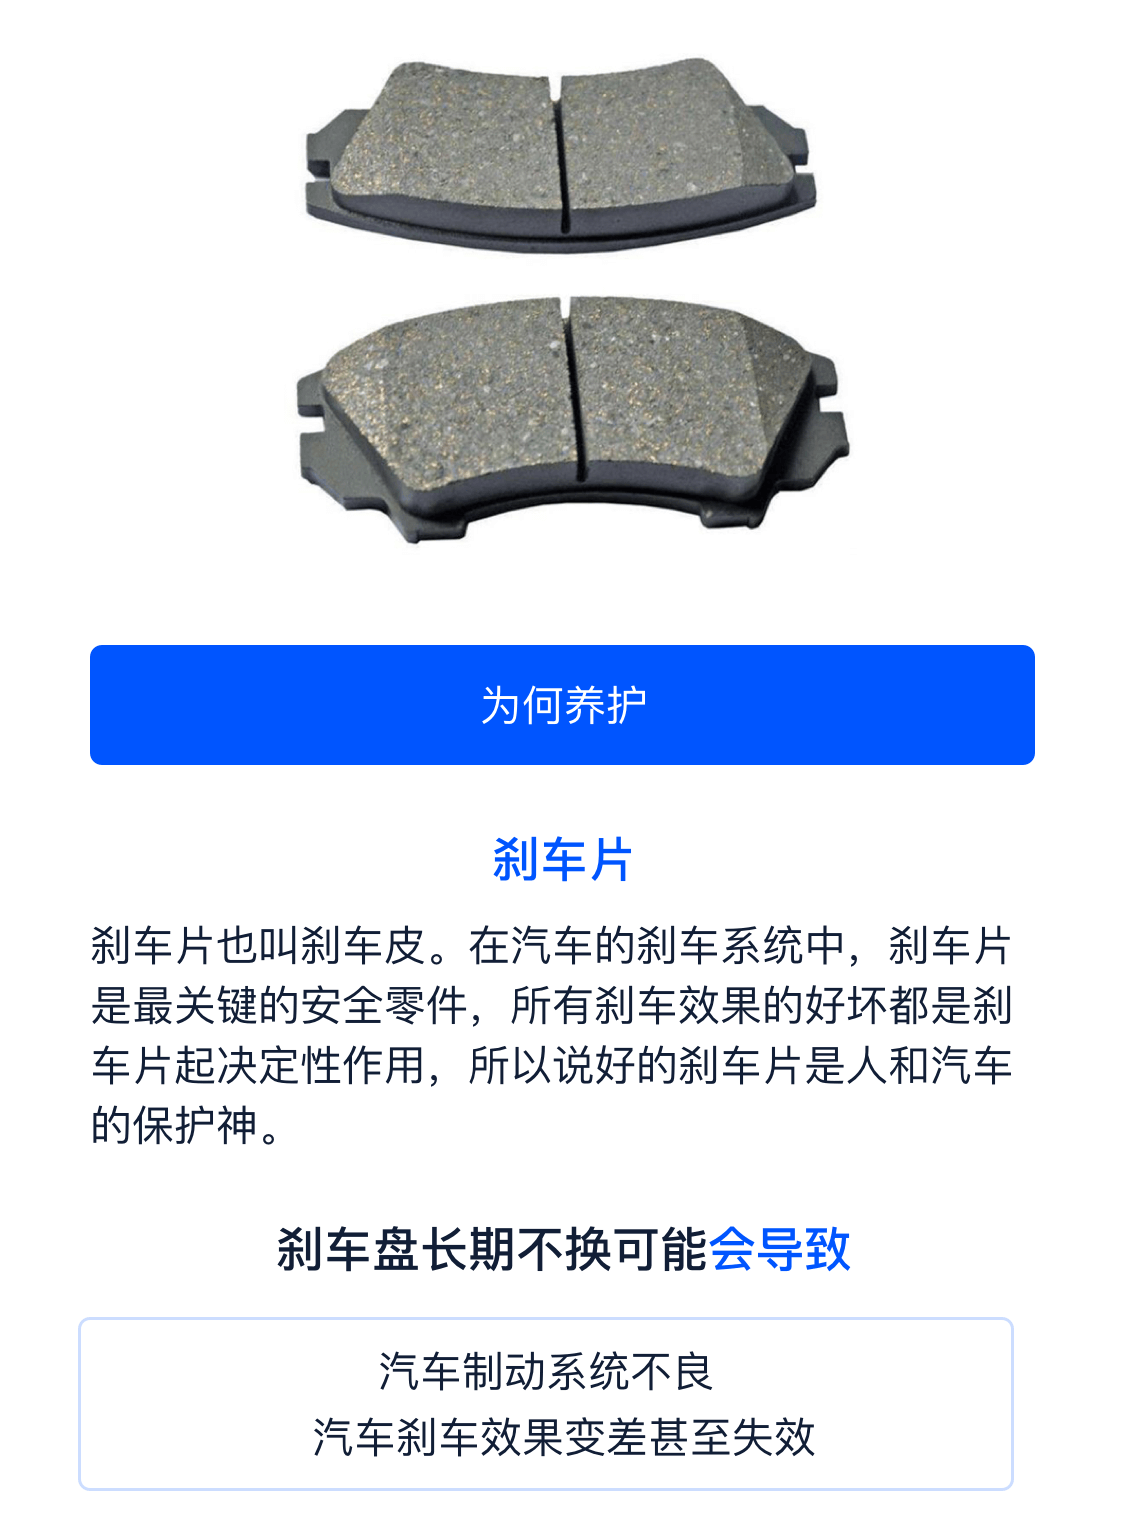 为何养护
刹车片
刹车片也叫刹车皮。在汽车的刹车系统中，刹车片
是最关键的安全零件，所有刹车效果的好坏都是刹
车片起决定性作用，所以说好的刹车片是人和汽车
的保护神。
刹车盘长期不换可能会导致
汽车制动系统不良
汽车刹车效果变差甚至失效